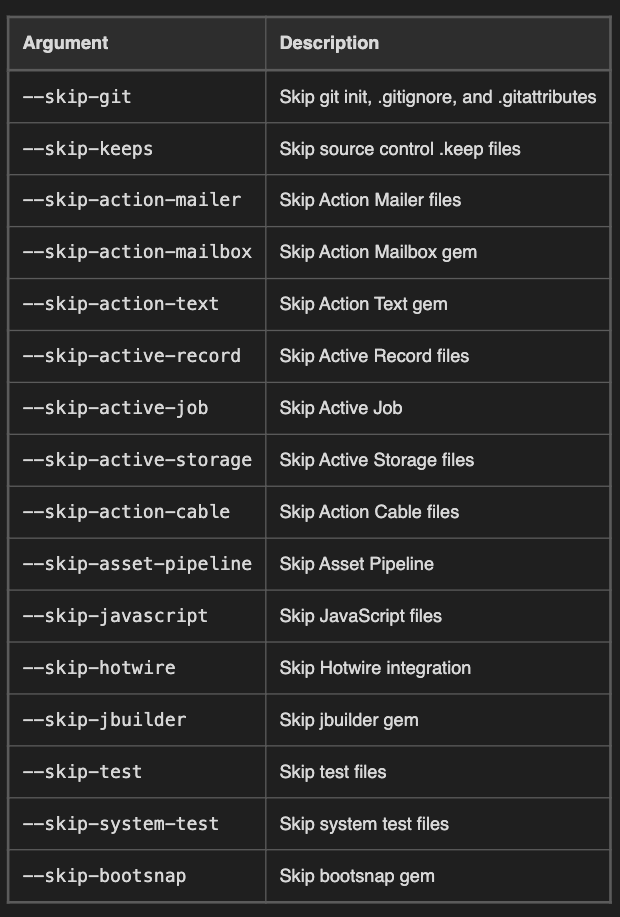 Argument Description
--skip-git Skip git init, .gitignore, and .gitattributes
--skip-keeps Skip source control .keep files
--skip-action-mailer Skip Action Mailer files
--skip-action-mailbox Skip Action Mailbox gem
--skip-action-text Skip Action Text gem
--skip-active-record Skip Active Record files
--skip-active-job Skip Active Job
--skip-active-storage Skip Active Storage files
--skip-action-cable Skip Action Cable files
--skip-asset-pipeline Skip Asset Pipeline
--skip-javascript Skip JavaScript files
--skip-hotwire Skip Hotwire integration
--skip-jbuilder Skip jbuilder gem
--skip-test Skip test files
--skip-system-test Skip system test files
--skip-bootsnap Skip bootsnap gem